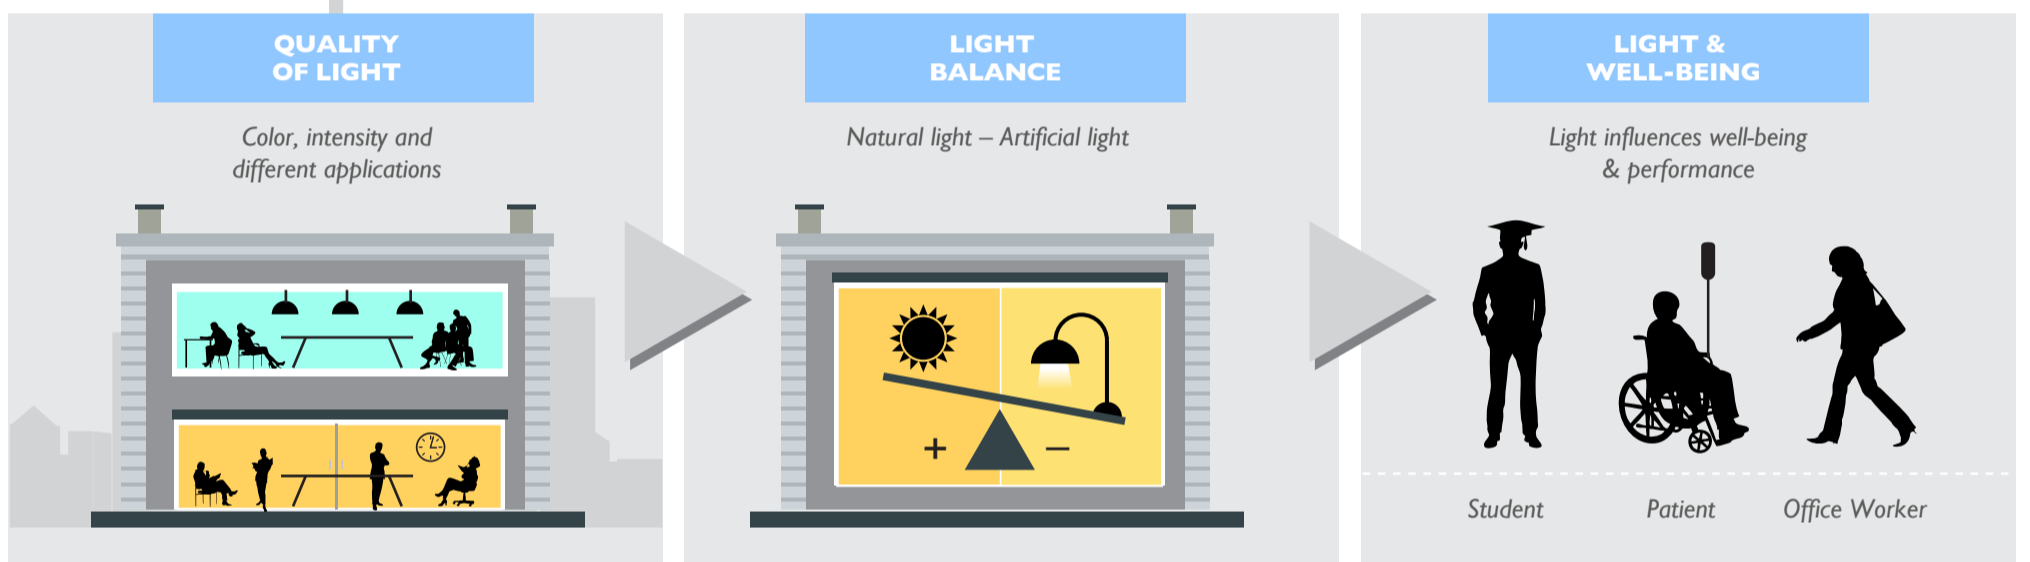 QUALITY
OF LIGHT
Color, intensity and
different applications
LIGHT
BALANCE
Natural light – Artificial light
+ –
LIGHT &
WELL-BEING
Light influences well-being
& performance
Student
Patient
Office Worker